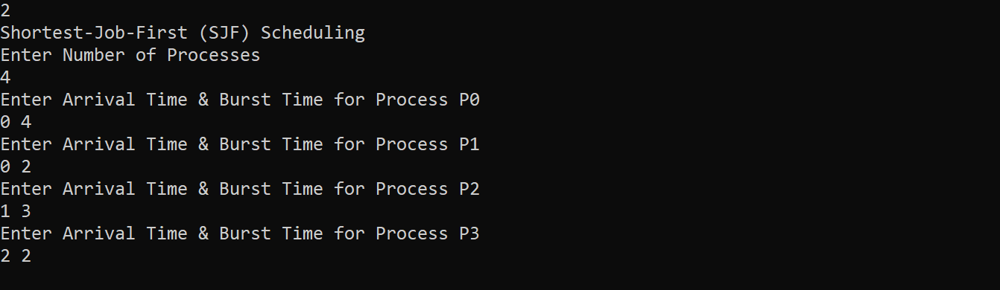 2
Shortest-Job-First (SJF) Scheduling
Enter Number of Processes
4
Enter Arrival Time & Burst Time for Process P0
0 4
Enter Arrival Time & Burst Time for Process P1
0 2
Enter Arrival Time & Burst Time for Process P2
1 3
Enter Arrival Time & Burst Time for Process P3
2 2